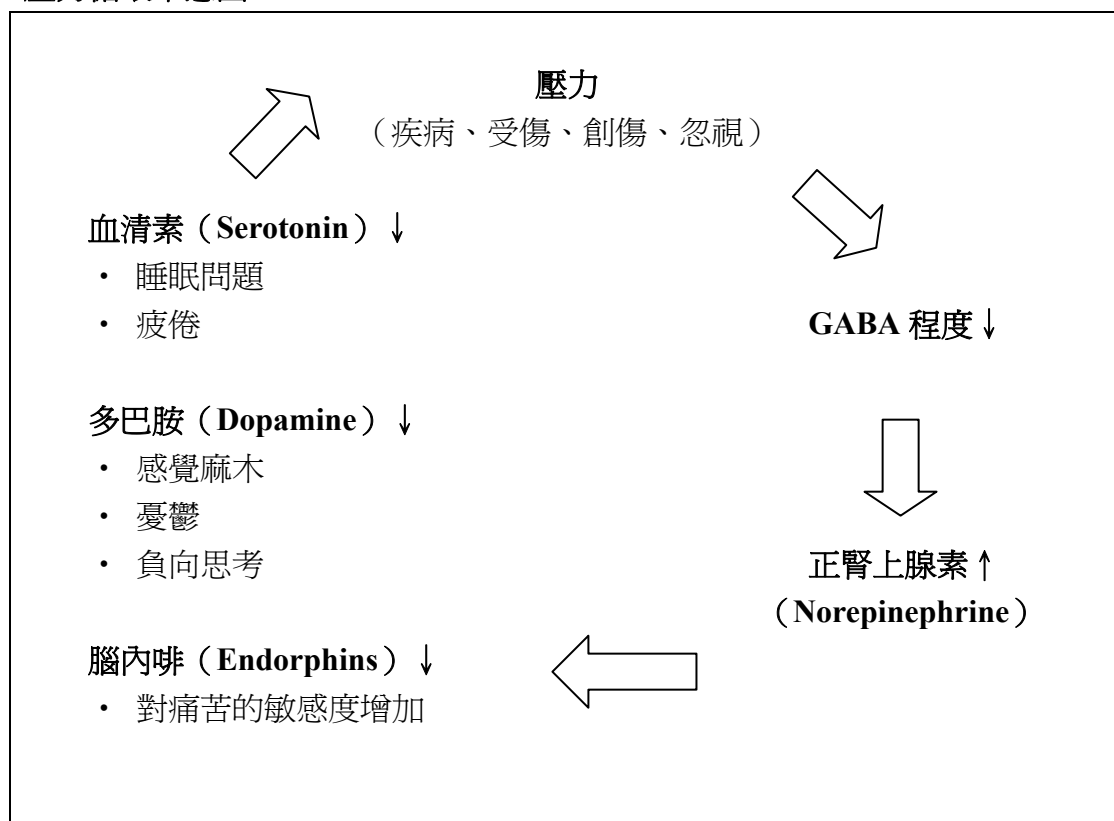 壓力
（疾病、受傷、創傷、忽視）
血清素（Serotonin）↓
・ 睡眠問題
・ 疲倦
GABA 程度↓
多巴胺（Dopamine）↓
・ 感覺麻木
・ 憂鬱
・ 負向思考
正腎上腺素↑
（Norepinephrine）
腦內啡（Endorphins）↓
・ 對痛苦的敏感度增加